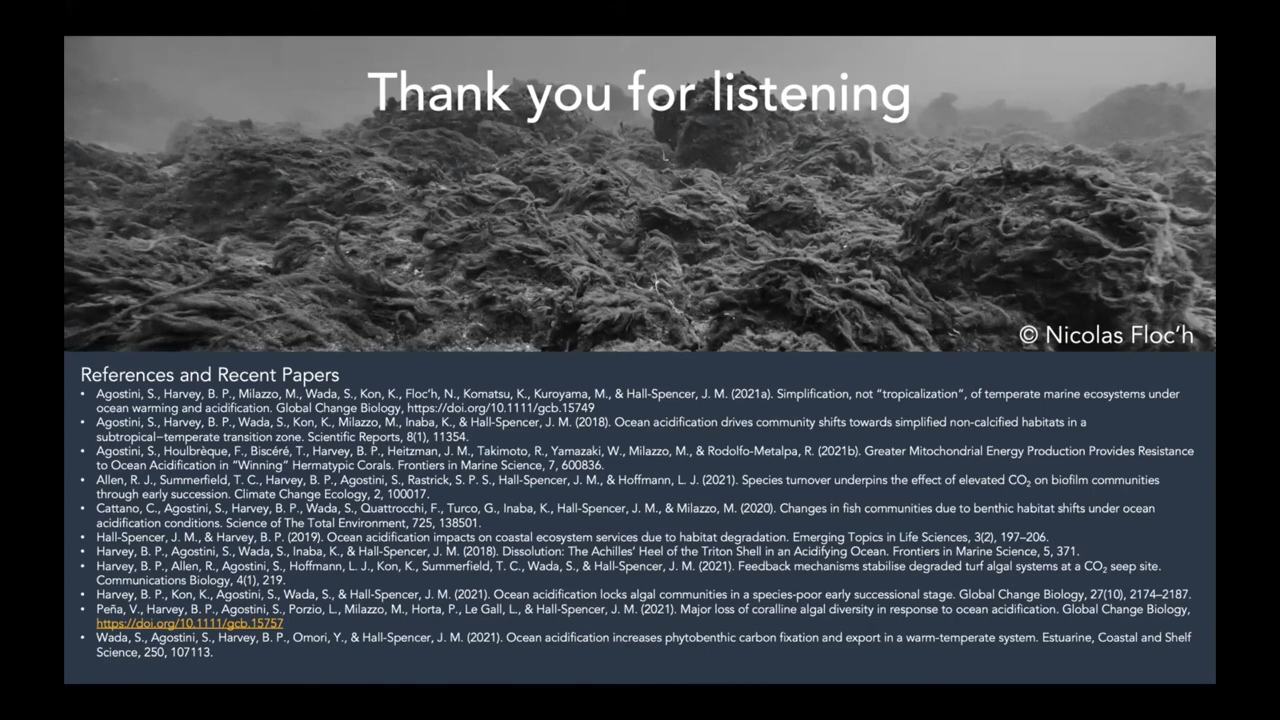 Thank you for listening
© Nicolas Floc'h
References and Recent Papers
• Agostini, S., Harvey, B. P., Milazzo, M., Wada, S., Kon, K., Floc'h, N., Komatsu, K., Kuroyama, M., & Hall-Spencer, J. M. (2021a). Simplification, not "tropicalization", of temperate marine ecosystems under
ocean warming and acidification. Global Change Biology, https://doi.org/10.1111/gcb.15749
• Agostini, S., Harvey, B. P., Wada, S., Kon, K., Milazzo, M., Inaba, K., & Hall-Spencer, J. M. (2018). Ocean acidification drives community shifts towards simplified non-calcified habitats in a
subtropical−temperate transition zone. Scientific Reports, 8(1), 11354.
• Agostini, S., Houlbrèque, F., Biscéré, T., Harvey, B. P., Heitzman, J. M., Takimoto, R., Yamazaki, W., Milazzo, M., & Rodolfo-Metalpa, R. (2021b). Greater Mitochondrial Energy Production Provides Resistance
to Ocean Acidification in "Winning" Hermatypic Corals. Frontiers in Marine Science, 7, 600836.
• Allen, R. J., Summerfield, T. C., Harvey, B. P., Agostini, S., Rastrick, S. P. S., Hall-Spencer, J. M., & Hoffmann, L. J. (2021). Species turnover underpins the effect of elevated CO₂ on biofilm communities
through early succession. Climate Change Ecology, 2, 100017.
• Cattano, C., Agostini, S., Harvey, B. P., Wada, S., Quattrocchi, F., Turco, G., Inaba, K., Hall-Spencer, J. M., & Milazzo, M. (2020). Changes in fish communities due to benthic habitat shifts under ocean
acidification conditions. Science of The Total Environment, 725, 138501.
• Hall-Spencer, J. M., & Harvey, B. P. (2019). Ocean acidification impacts on coastal ecosystem services due to habitat degradation. Emerging Topics in Life Sciences, 3(2), 197–206.
• Harvey, B. P., Agostini, S., Wada, S., Inaba, K., & Hall-Spencer, J. M. (2018). Dissolution: The Achilles' Heel of the Triton Shell in an Acidifying Ocean. Frontiers in Marine Science, 5, 371.
• Harvey, B. P., Allen, R., Agostini, S., Hoffmann, L. J., Kon, K., Summerfield, T. C., Wada, S., & Hall-Spencer, J. M. (2021). Feedback mechanisms stabilise degraded turf algal systems at a CO₂ seep site.
Communications Biology, 4(1), 219.
• Harvey, B. P., Kon, K., Agostini, S., Wada, S., & Hall-Spencer, J. M. (2021). Ocean acidification locks algal communities in a species-poor early successional stage. Global Change Biology, 27(10), 2174–2187.
• Peña, V., Harvey, B. P., Agostini, S., Porzio, L., Milazzo, M., Horta, P., Le Gall, L., & Hall-Spencer, J. M. (2021). Major loss of coralline algal diversity in response to ocean acidification. Global Change Biology,
https://doi.org/10.1111/gcb.15757
• Wada, S., Agostini, S., Harvey, B. P., Omori, Y., & Hall-Spencer, J. M. (2021). Ocean acidification increases phytobenthic carbon fixation and export in a warm-temperate system. Estuarine, Coastal and Shelf
Science, 250, 107113.